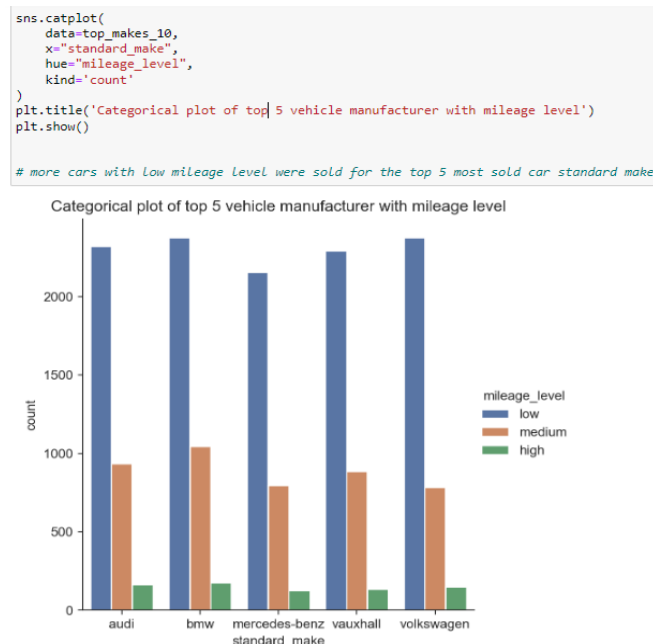 sns.catplot(
data=top_makes_10,
x="standard_make",
hue="mileage_level",
kind='count'
)
plt.title('Categorical plot of top 5 vehicle manufacturer with mileage level')
plt.show()
# more cars with low mileage level were sold for the top 5 most sold car standard make
Categorical plot of top 5 vehicle manufacturer with mileage level
2000
1500
1000
500
0
count
audi bmw mercedes-benz vauxhall volkswagen
standard_make
mileage_level
low
medium
high